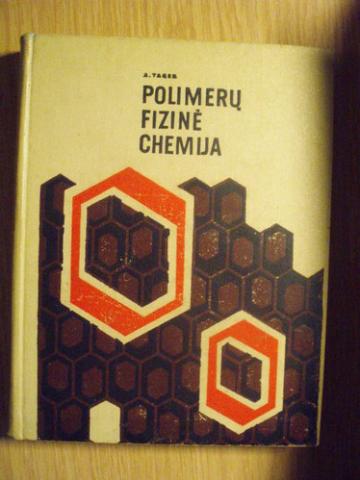 A. TAGER
POLIMERŲ
FIZINĖ
CHEMIJA